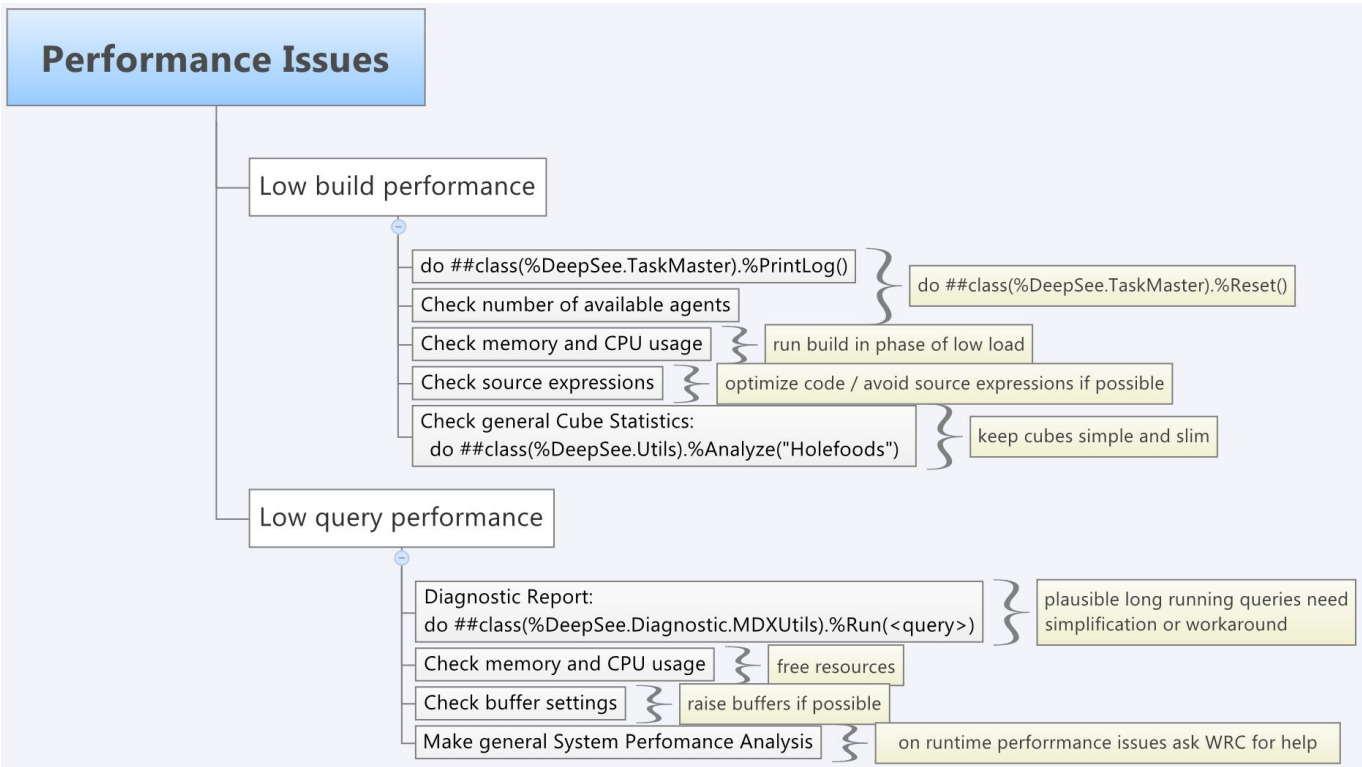 Performance Issues
Low build performance
do ##class(%DeepSee.TaskMaster).%PrintLog()
do ##class(%DeepSee.TaskMaster).%Reset()
Check number of available agents
Check memory and CPU usage
run build in phase of low load
Check source expressions
optimize code / avoid source expressions if possible
Check general Cube Statistics:
do ##class(%DeepSee.Utils).%Analyze("Holefoods")
keep cubes simple and slim
Low query performance
Diagnostic Report:
do ##class(%DeepSee.Diagnostic.MDXUtils).%Run(<query>)
plausible long running queries need
simplification or workaround
Check memory and CPU usage
free resources
Check buffer settings
raise buffers if possible
Make general System Perfomance Analysis
on runtime perforrmance issues ask WRC for help